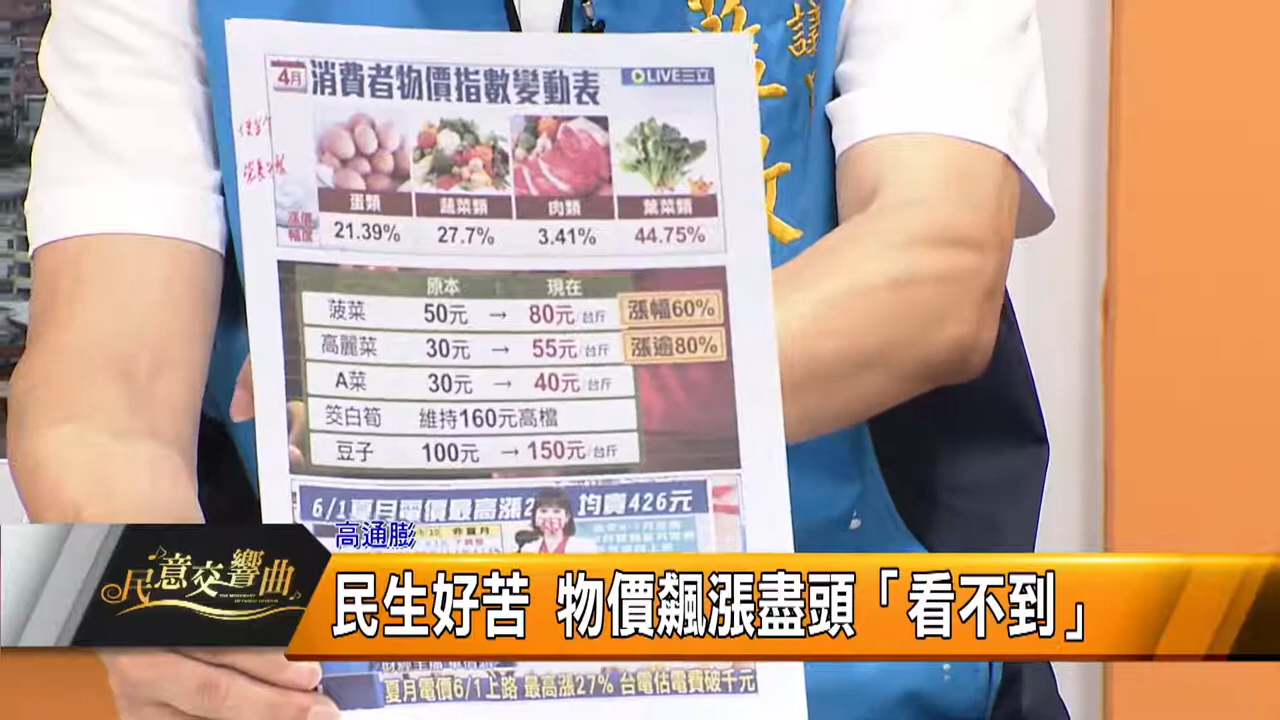 議
4月 消費者物價指數變動表 LIVE三立
蛋類 蔬菜類 肉類 葉菜類
漲價幅度 21.39% 27.7% 3.41% 44.75%
原本 現在
菠菜 50元 → 80元/台斤 漲幅60%
高麗菜 30元 → 55元/台斤 漲逾80%
A菜 30元 → 40元/台斤
筊白筍 維持160元高檔
豆子 100元 → 150元/台斤
6/1夏月電價最高漲2 均貴426元
非夏月
高通膨
民意交響曲
民生好苦 物價飆漲盡頭「看不到」
夏月電價6/1上路 最高漲27% 台電估電費破千元